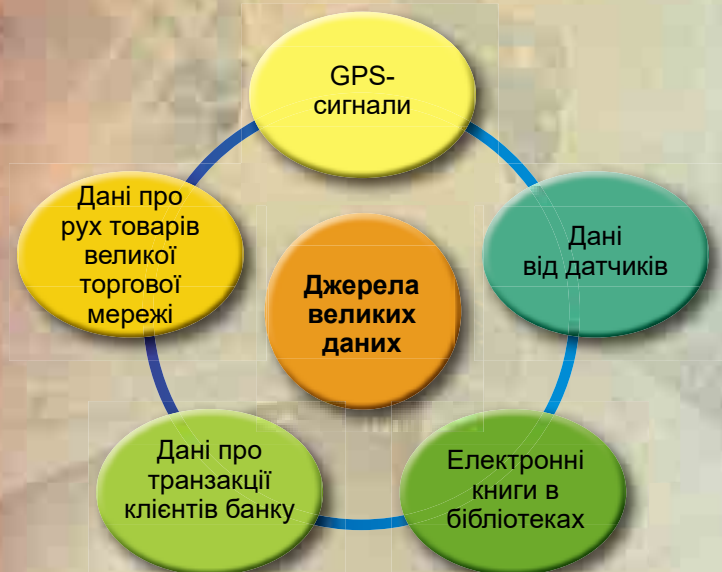 GPS-
сигнали
Дані про
рух товарів
великої
торгової
мережі
Дані
від датчиків
Джерела
великих
даних
Дані про
транзакції
клієнтів банку
Електронні
книги в
бібліотеках